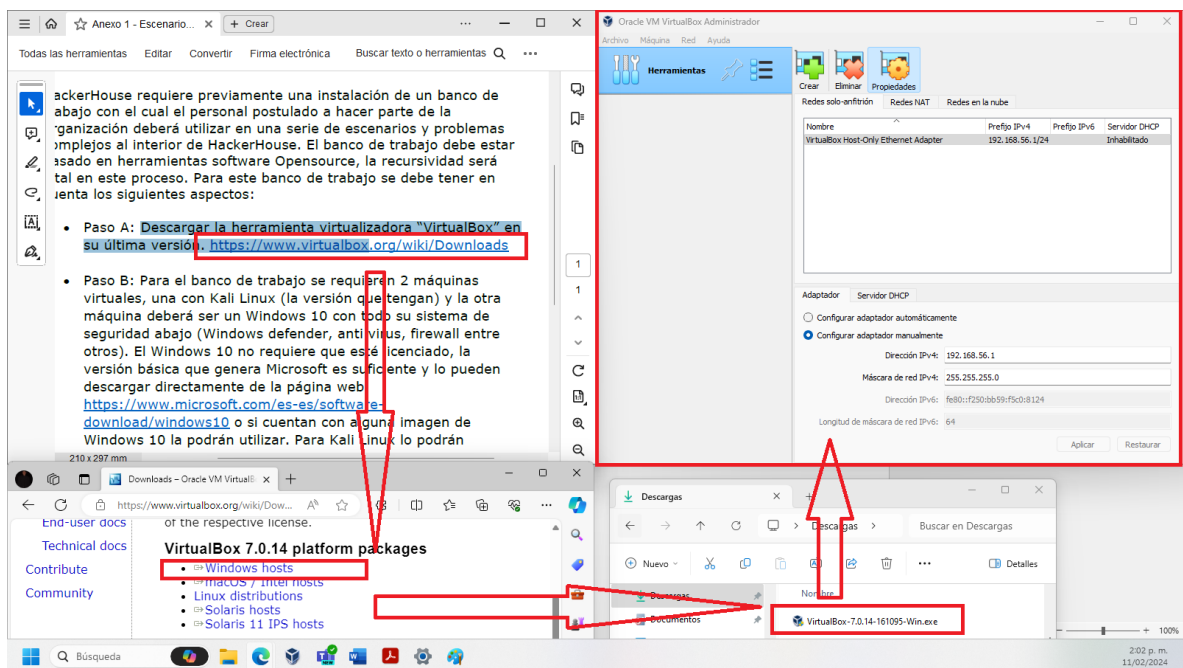 Anexo 1 - Escenario...
+ Crear
Todas las herramientas Editar Convertir Firma electrónica Buscar texto o herramientas
ackerHouse requiere previamente una instalación de un banco de
abajo con el cual el personal postulado a hacer parte de la
rganización deberá utilizar en una serie de escenarios y problemas
omplejos al interior de HackerHouse. El banco de trabajo debe estar
asado en herramientas software Opensource, la recursividad será
tal en este proceso. Para este banco de trabajo se debe tener en
uenta los siguientes aspectos:
• Paso A: Descargar la herramienta virtualizadora “VirtualBox” en
su última versión. https://www.virtualbox.org/wiki/Downloads
• Paso B: Para el banco de trabajo se requieren 2 máquinas
virtuales, una con Kali Linux (la versión que tengan) y la otra
máquina deberá ser un Windows 10 con todo su sistema de
seguridad abajo (Windows defender, antivirus, firewall entre
otros). El Windows 10 no requiere que esté licenciado, la
versión básica que genera Microsoft es suficiente y lo pueden
descargar directamente de la página web
https://www.microsoft.com/es-es/software-
download/windows10 o si cuentan con alguna imagen de
Windows 10 la podrán utilizar. Para Kali Linux lo podrán
210 x 297 mm
1
1
Oracle VM VirtualBox Administrador
Archivo Máquina Red Ayuda
Herramientas
Crear Eliminar Propiedades
Redes solo-anfitrión Redes NAT Redes en la nube
Nombre Prefijo IPv4 Prefijo IPv6 Servidor DHCP
VirtualBox Host-Only Ethernet Adapter 192.168.56.1/24 Inhabilitado
Adaptador Servidor DHCP
Configurar adaptador automáticamente
Configurar adaptador manualmente
Dirección IPv4: 192.168.56.1
Máscara de red IPv4: 255.255.255.0
Dirección IPv6: fe80::f250:bb59:f5c0:8124
Longitud de máscara de red IPv6: 64
Aplicar Restaurar
Downloads – Oracle VM VirtualB
https://www.virtualbox.org/wiki/Dow...
End-user docs
Technical docs
Contribute
Community
of the respective license.
VirtualBox 7.0.14 platform packages
• Windows hosts
• macOS / Intel hosts
• Linux distributions
• Solaris hosts
• Solaris 11 IPS hosts
Descargas
Descargas Buscar en Descargas
Nuevo Detalles
Descargas
Documentos
Nombre
VirtualBox-7.0.14-161095-Win.exe
100%
Búsqueda
2:02 p. m.
11/02/2024